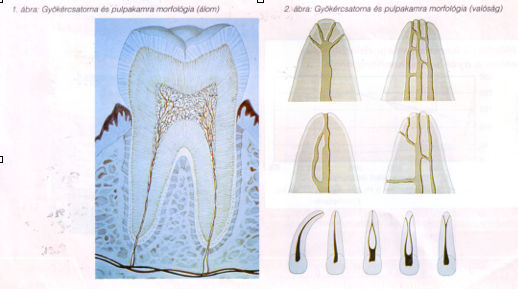 1. ábra: Gyökércsatorna és pulpakamra morfológia (álom)
2. ábra: Gyökércsatorna és pulpakamra morfológia (valóság)